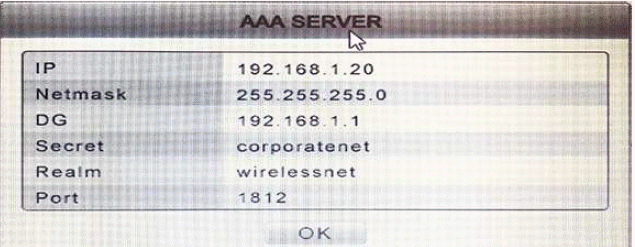 AAA SERVER
IP 192.168.1.20
Netmask 255.255.255.0
DG 192.168.1.1
Secret corporatenet
Realm wirelessnet
Port 1812
OK